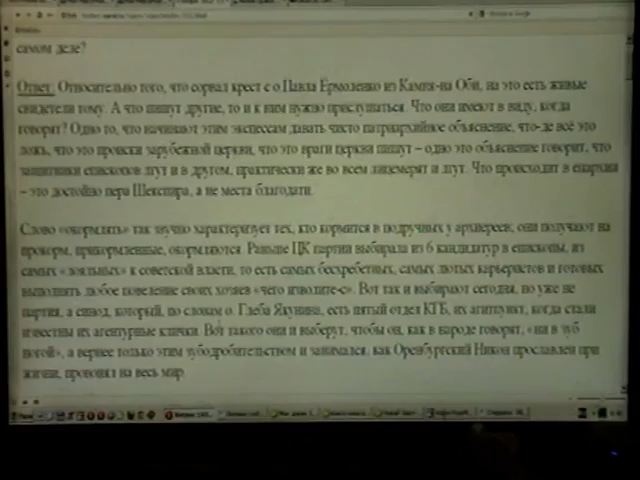 самом деле?
Ответ. Относительно того, что сорвал крест с о Павла Ермоленко из Камня-на Оби, на это есть живые
свидетели тому. А что пишут другие, то и к ним нужно прислушаться. Что они имеют в виду, когда
говорят? Одно то, что начинают этим экспессам давать чисто патриархийное объяснение, что-де всё это
ложь, что это происки зарубежной церкви, что это враги церкви пишут – одно это объяснение говорит, что
защитники епископов лгут и в другом, практически же во всем лицемерят и лгут. Что происходит в епархии
– это достойно пера Шекспира, а не места благодати.
Слово «окормлять» так звучно характеризует тех, кто кормится в подручных у архиереев; они получают на
прокорм, прикормленные, окормляются. Раньше ЦК партии выбирала из 6 кандидатур в епископы, из
самых «лояльных» к советской власти, то есть самых бесхребетных, самых лютых карьеристов и готовых
выполнять любое повеление своих хозяев «чего изволите-с». Вот так и выбирают сегодня, но уже не
партия, а синод, который, по словам о. Глеба Якунина, есть пятый отдел КГБ, их агитпункт, когда стали
известны их агентурные клички. Вот такого они и выберут, чтобы он, как в народе говорят, «ни в зуб
ногой», а вернее только этим зубодробительством и занимался, как Оренбургский Никон прославлен при
жизни, провонял на весь мир.